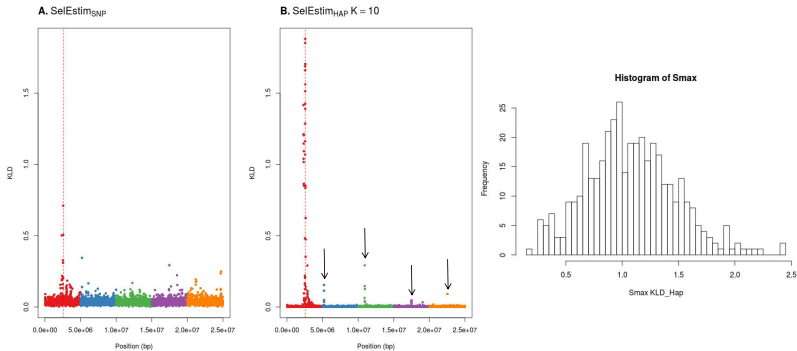 A. SelEstimSNP
KLD
1.5
1.0
0.5
0.0
0.0e+00 5.0e+06 1.0e+07 1.5e+07 2.0e+07 2.5e+07
Position (bp)
B. SelEstimHAP K = 10
KLD
1.5
1.0
0.5
0.0
0.0e+00 5.0e+06 1.0e+07 1.5e+07 2.0e+07 2.5e+07
Position (bp)
Histogram of Smax
Frequency
25
20
15
10
5
0
0.5 1.0 1.5 2.0 2.5
Smax KLD_Hap